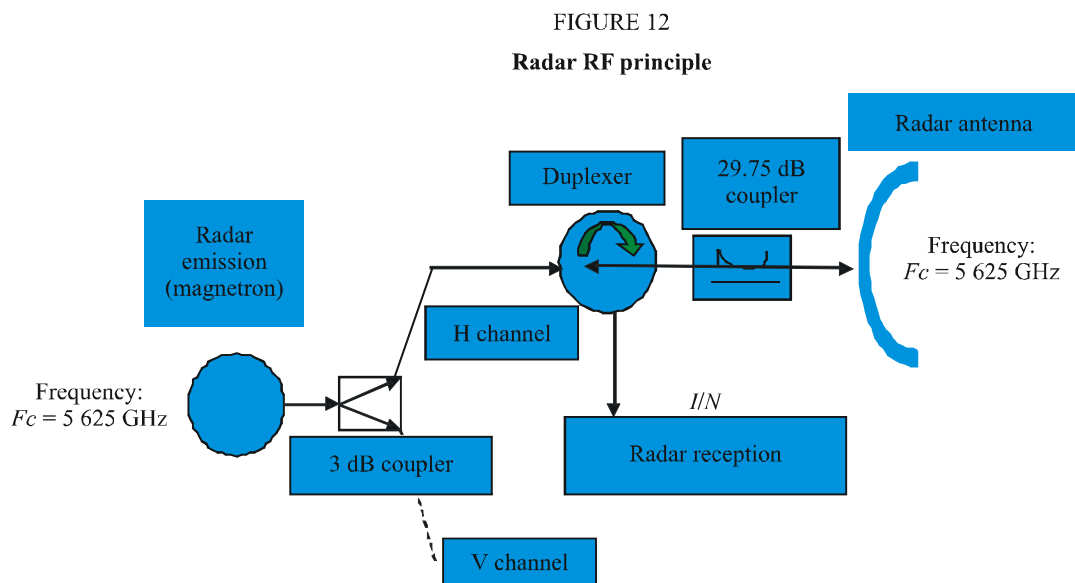 FIGURE 12
Radar RF principle
Radar antenna
Duplexer
29.75 dB
coupler
Radar
emission
(magnetron)
Frequency:
Fc = 5 625 GHz
H channel
Frequency:
Fc = 5 625 GHz
I/N
3 dB coupler
Radar reception
V channel